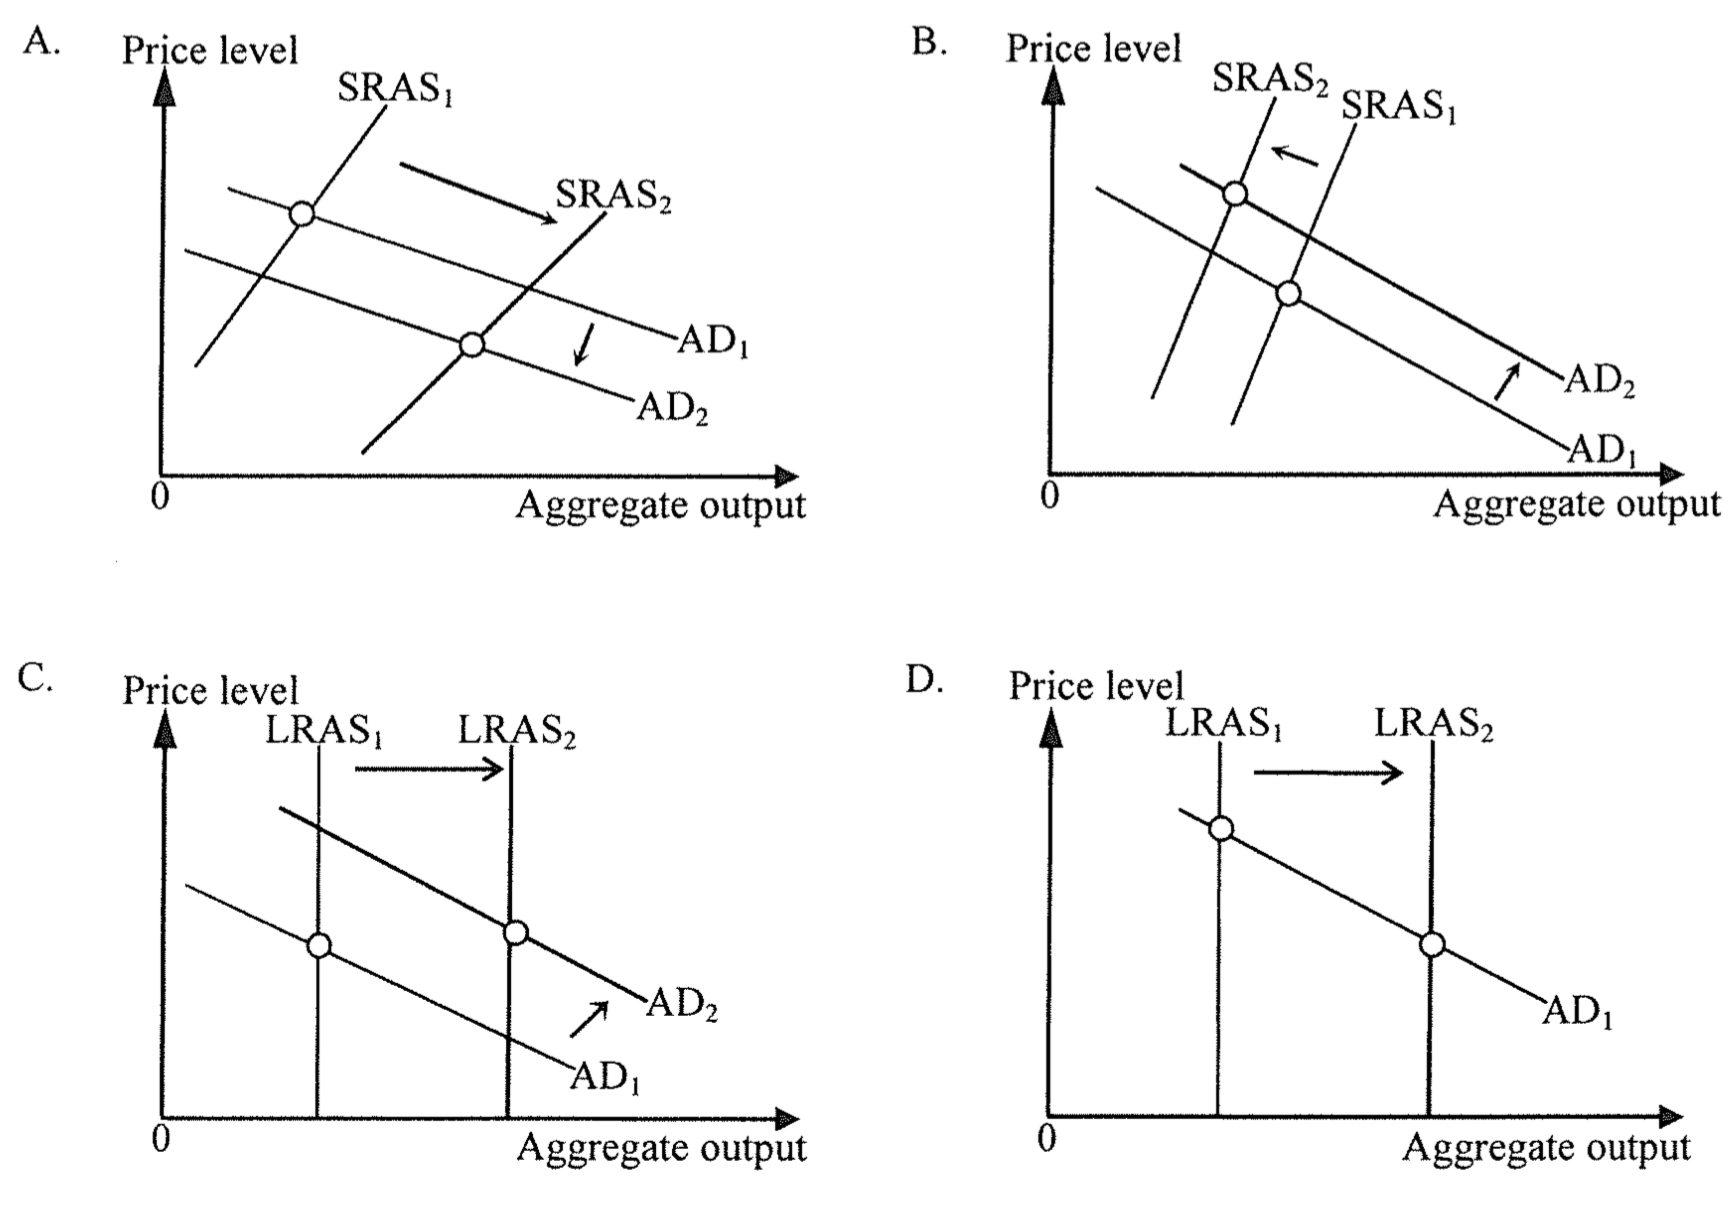 A.
Price level
SRAS₁
SRAS₂
AD₁
AD₂
0
Aggregate output
B.
Price level
SRAS₂
SRAS₁
AD₂
AD₁
0
Aggregate output
C.
Price level
LRAS₁
LRAS₂
AD₂
AD₁
0
Aggregate output
D.
Price level
LRAS₁
LRAS₂
AD₁
0
Aggregate output